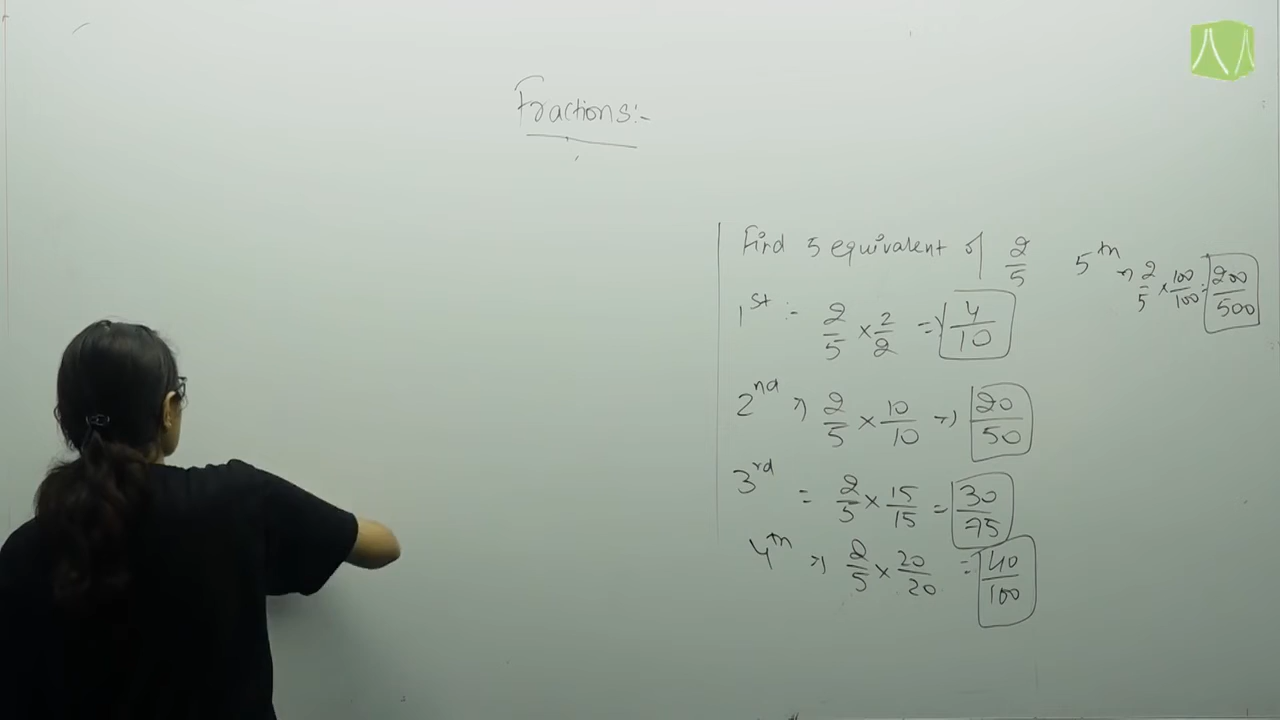 Fractions:-
Find 5 equivalent of 2/5
1st :- 2/5 × 2/2 => 4/10
2nd => 2/5 × 10/10 => 20/50
3rd = 2/5 × 15/15 = 30/75
4th => 2/5 × 20/20 = 40/100
5th => 2/5 × 100/100 = 200/500